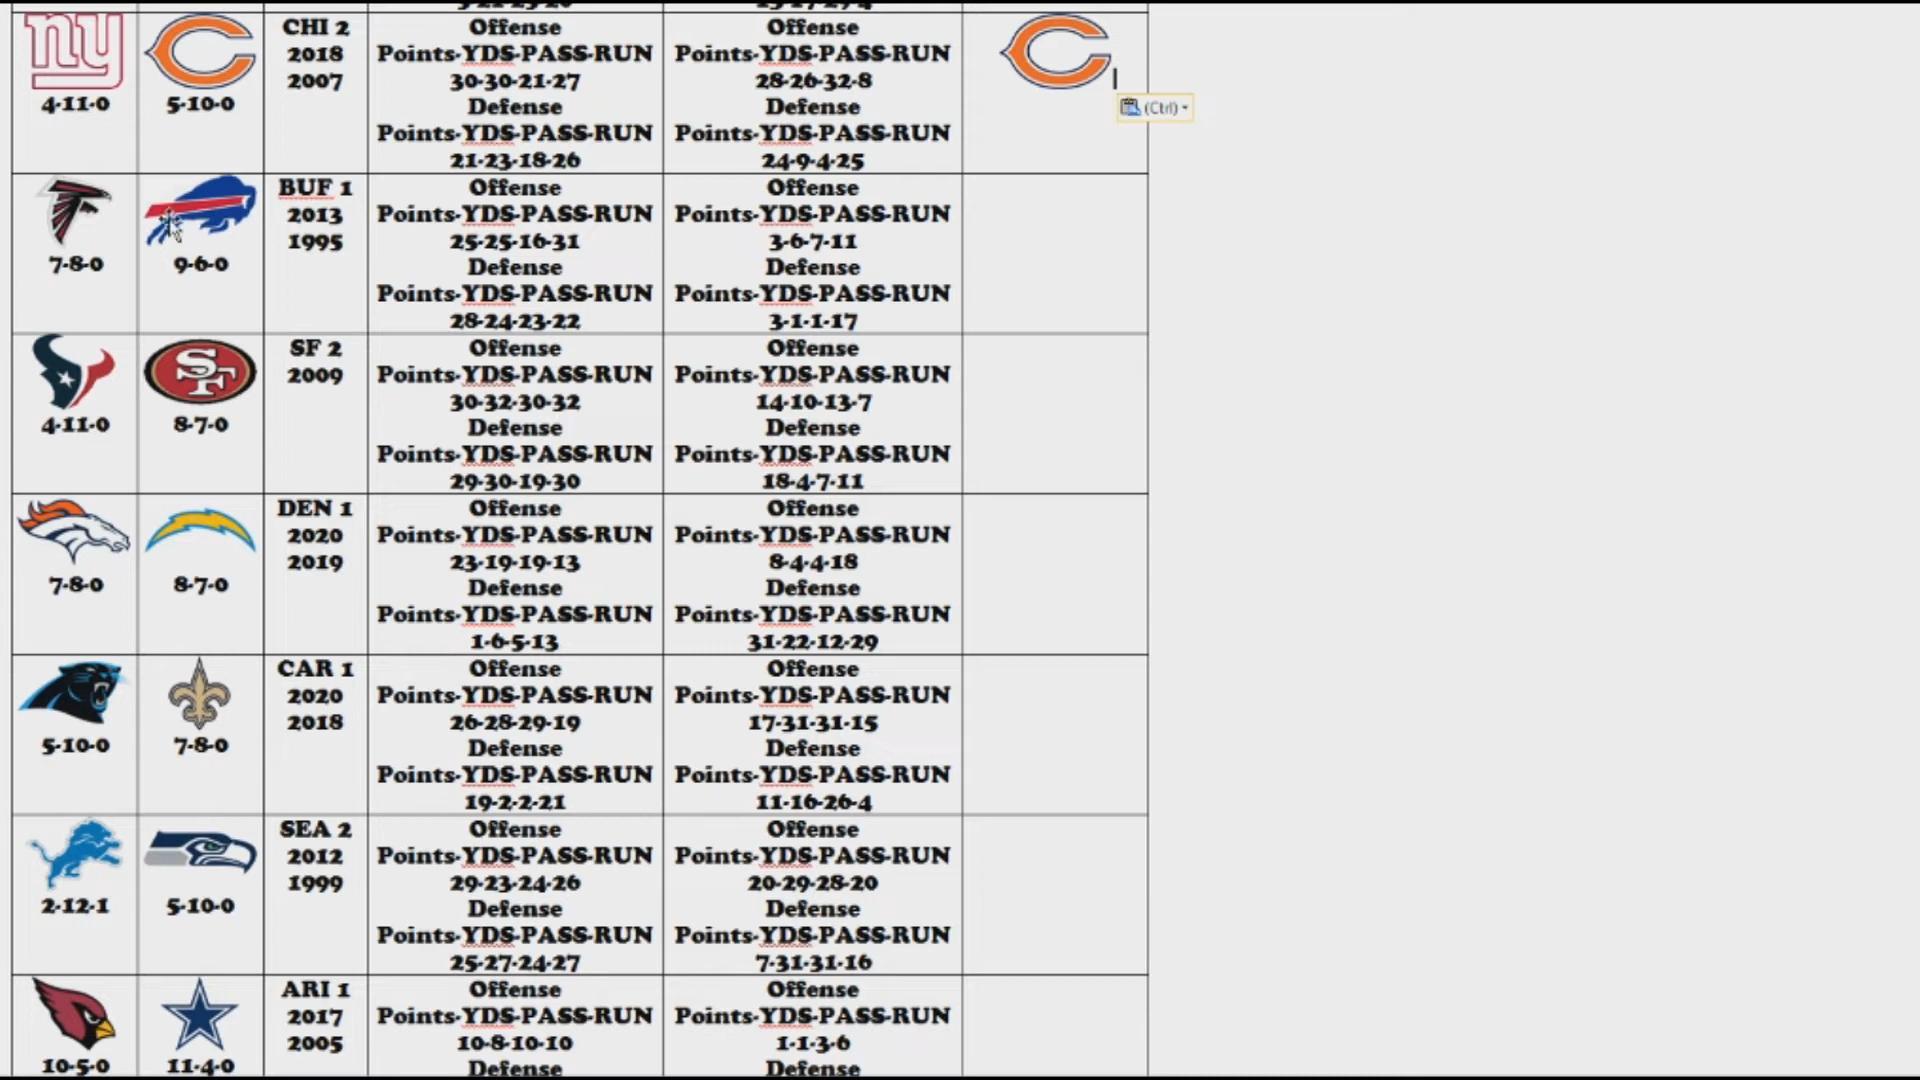 ny
4-11-0
5-10-0
CHI 2
2018
2007
Offense
Points-YDS-PASS-RUN
30-30-21-27
Defense
Points-YDS-PASS-RUN
21-23-18-26
Offense
Points-YDS-PASS-RUN
28-26-32-8
Defense
Points-YDS-PASS-RUN
24-9-4-25
(Ctrl)
7-8-0
9-6-0
BUF 1
2013
1995
Offense
Points-YDS-PASS-RUN
25-25-16-31
Defense
Points-YDS-PASS-RUN
28-24-23-22
Offense
Points-YDS-PASS-RUN
3-6-7-11
Defense
Points-YDS-PASS-RUN
3-1-1-17
4-11-0
SF
8-7-0
SF 2
2009
Offense
Points-YDS-PASS-RUN
30-32-30-32
Defense
Points-YDS-PASS-RUN
29-30-19-30
Offense
Points-YDS-PASS-RUN
14-10-13-7
Defense
Points-YDS-PASS-RUN
18-4-7-11
7-8-0
8-7-0
DEN 1
2020
2019
Offense
Points-YDS-PASS-RUN
23-19-19-13
Defense
Points-YDS-PASS-RUN
1-6-5-13
Offense
Points-YDS-PASS-RUN
8-4-4-18
Defense
Points-YDS-PASS-RUN
31-22-12-29
5-10-0
7-8-0
CAR 1
2020
2018
Offense
Points-YDS-PASS-RUN
26-28-29-19
Defense
Points-YDS-PASS-RUN
19-2-2-21
Offense
Points-YDS-PASS-RUN
17-31-31-15
Defense
Points-YDS-PASS-RUN
11-16-26-4
2-12-1
5-10-0
SEA 2
2012
1999
Offense
Points-YDS-PASS-RUN
29-23-24-26
Defense
Points-YDS-PASS-RUN
25-27-24-27
Offense
Points-YDS-PASS-RUN
20-29-28-20
Defense
Points-YDS-PASS-RUN
7-31-31-16
10-5-0
11-4-0
ARI 1
2017
2005
Offense
Points-YDS-PASS-RUN
10-8-10-10
Defense
Offense
Points-YDS-PASS-RUN
1-1-3-6
Defense